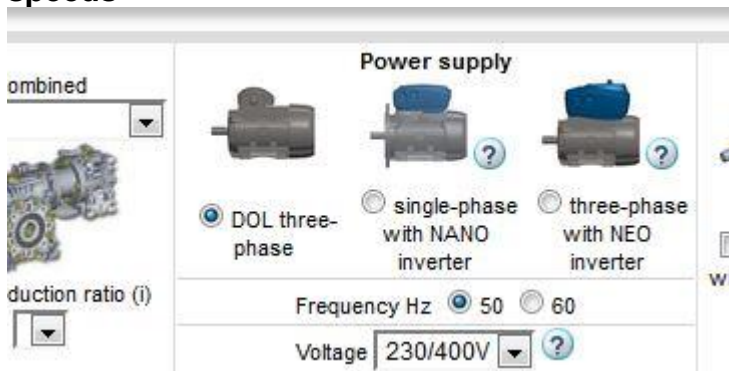 Power supply
ombined
DOL three-
phase
single-phase
with NANO
inverter
three-phase
with NEO
inverter
duction ratio (i)
Frequency Hz 50 60
Voltage 230/400V